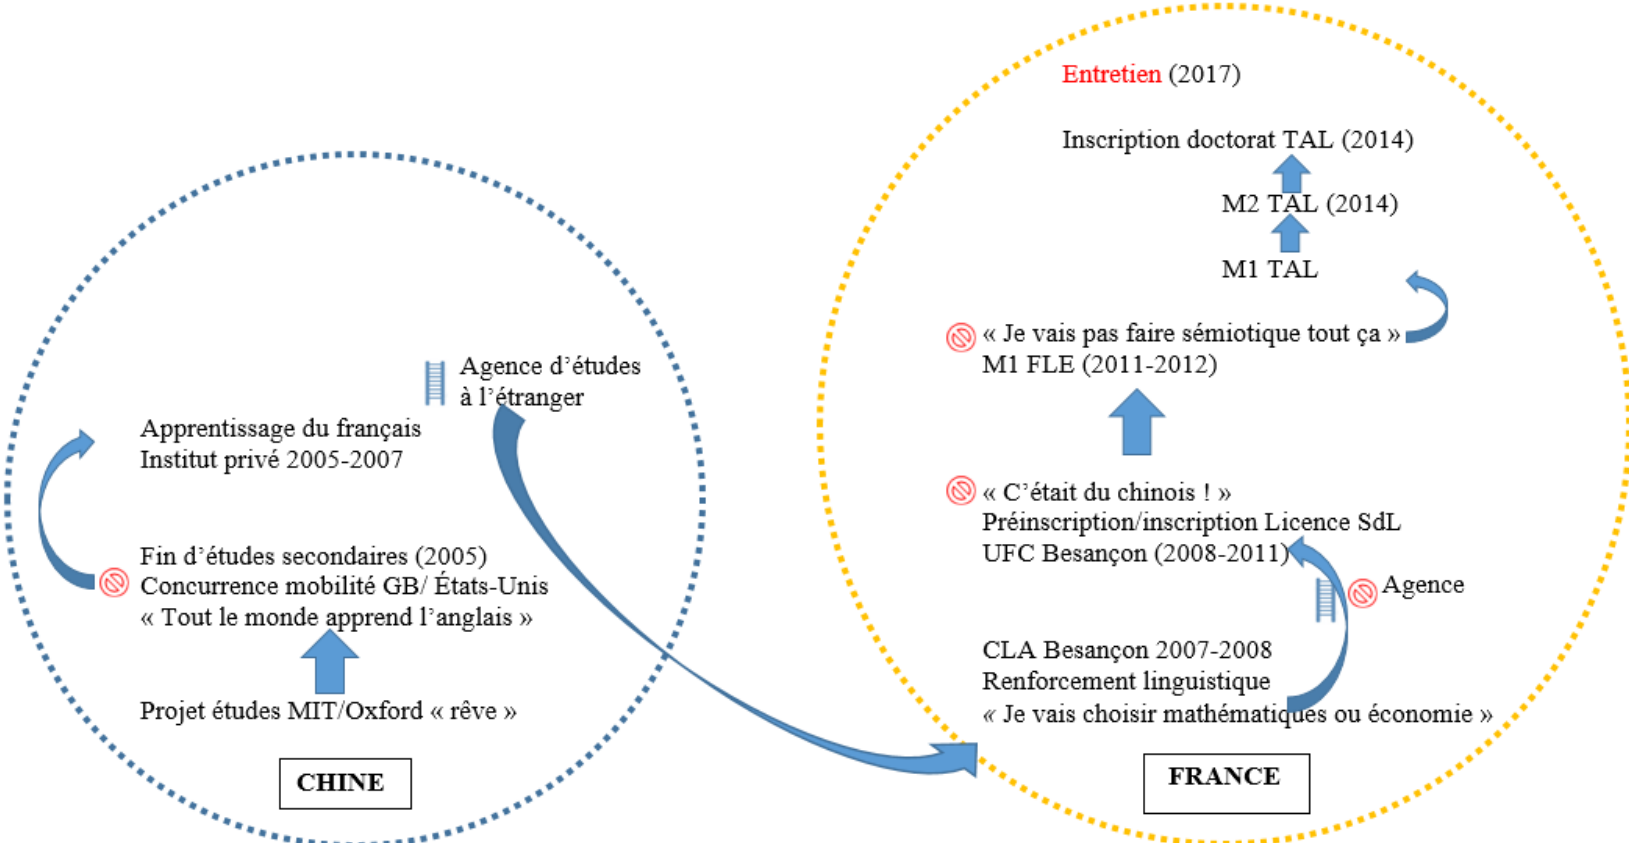 Agence d’études
à l’étranger
Apprentissage du français
Institut privé 2005-2007
Fin d’études secondaires (2005)
Concurrence mobilité GB/ États-Unis
« Tout le monde apprend l’anglais »
Projet études MIT/Oxford « rêve »
CHINE
Entretien (2017)
Inscription doctorat TAL (2014)
M2 TAL (2014)
M1 TAL
« Je vais pas faire sémiotique tout ça »
M1 FLE (2011-2012)
« C’était du chinois ! »
Préinscription/inscription Licence SdL
UFC Besançon (2008-2011)
Agence
CLA Besançon 2007-2008
Renforcement linguistique
« Je vais choisir mathématiques ou économie »
FRANCE